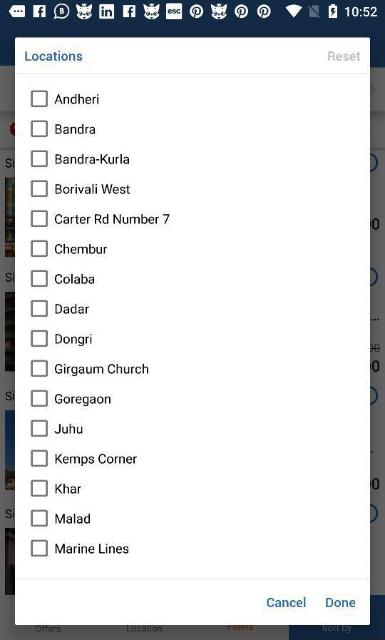 esc 10:52
Locations Reset
Andheri
Bandra
Bandra-Kurla
Borivali West
Carter Rd Number 7
Chembur
Colaba
Dadar
Dongri
Girgaum Church
Goregaon
Juhu
Kemps Corner
Khar
Malad
Marine Lines
Cancel Done
Offers Location Filters Sort by